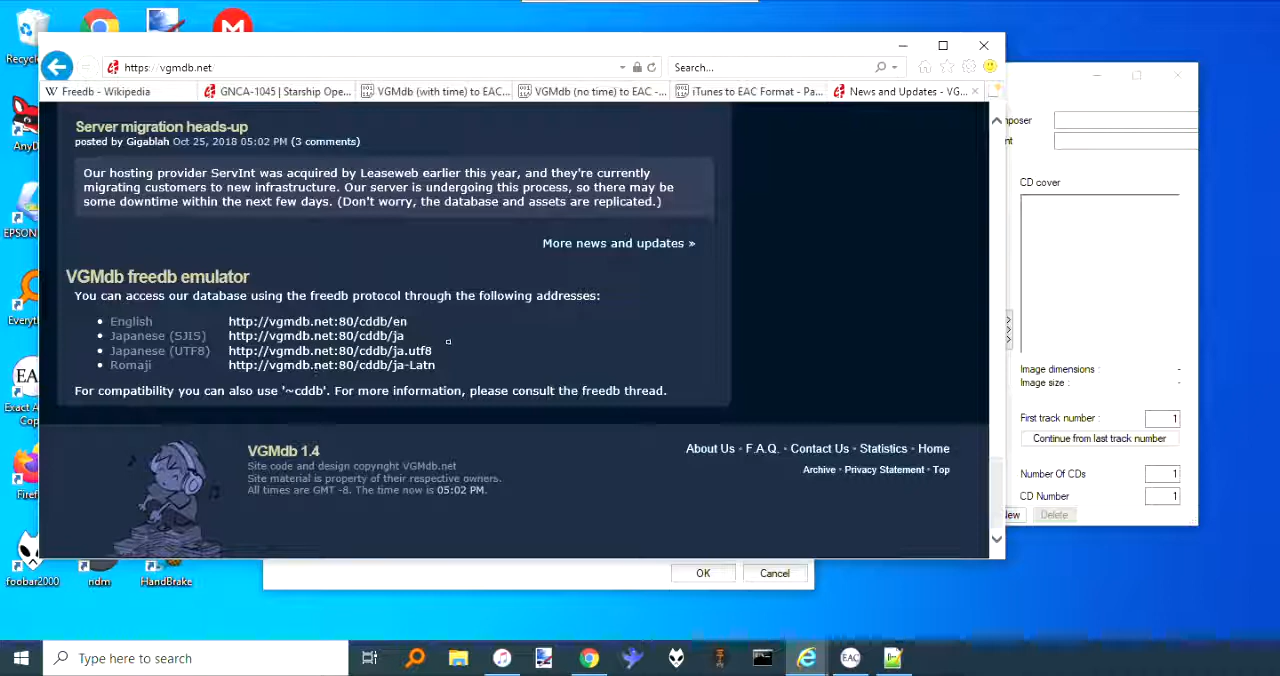 Recycl
https://vgmdb.net/
Search...
Freedb - Wikipedia
GNCA-1045 | Starship Ope...
VGMdb (with time) to EAC...
VGMdb (no time) to EAC -...
iTunes to EAC Format - Pa...
News and Updates - VG...
Server migration heads-up
posted by Gigablah Oct 25, 2018 05:02 PM (3 comments)
Our hosting provider ServInt was acquired by Leaseweb earlier this year, and they're currently
migrating customers to new infrastructure. Our server is undergoing this process, so there may be
some downtime within the next few days. (Don't worry, the database and assets are replicated.)
More news and updates »
VGMdb freedb emulator
You can access our database using the freedb protocol through the following addresses:
• English http://vgmdb.net:80/cddb/en
• Japanese (SJIS) http://vgmdb.net:80/cddb/ja
• Japanese (UTF8) http://vgmdb.net:80/cddb/ja.utf8
• Romaji http://vgmdb.net:80/cddb/ja-Latn
For compatibility you can also use '~cddb'. For more information, please consult the freedb thread.
VGMdb 1.4
Site code and design copyright VGMdb.net
Site material is property of their respective owners.
All times are GMT -8. The time now is 05:02 PM.
About Us • F.A.Q. • Contact Us • Statistics • Home
Archive • Privacy Statement • Top
AnyD
EPSON
Everyt
EAC
Exact A
Cop
Firef
foobar2000
ndm
HandBrake
mposer
nt
CD cover
Image dimensions : -
Image size : -
First track number : 1
Continue from last track number
Number Of CDs 1
CD Number 1
New
Delete
OK
Cancel
Type here to search
EAC